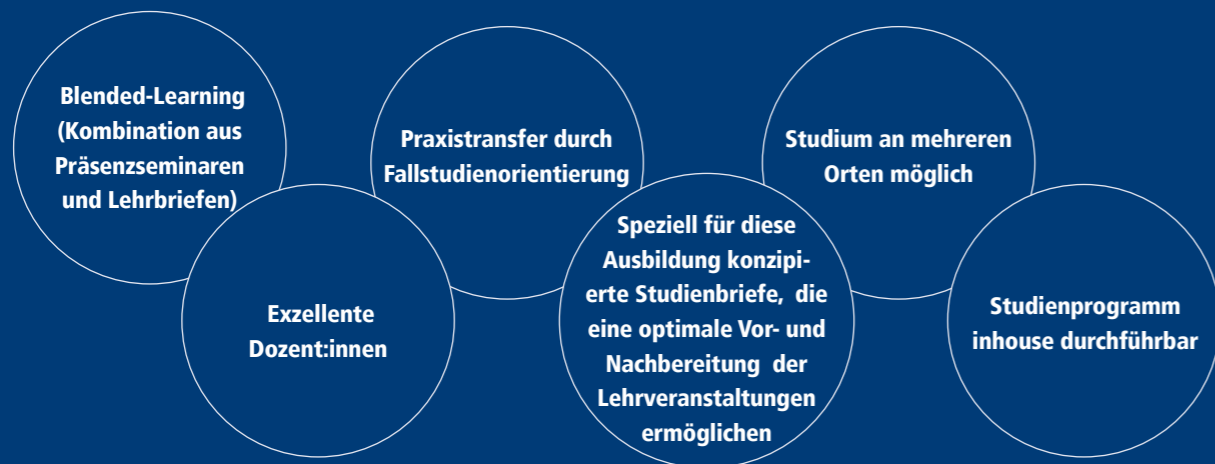 Blended-Learning
(Kombination aus
Präsenzseminaren
und Lehrbriefen)
Exzellente
Dozent:innen
Praxistransfer durch
Fallstudienorientierung
Speziell für diese
Ausbildung konzipi-
erte Studienbriefe, die
eine optimale Vor- und
Nachbereitung der
Lehrveranstaltungen
ermöglichen
Studium an mehreren
Orten möglich
Studienprogramm
inhouse durchführbar